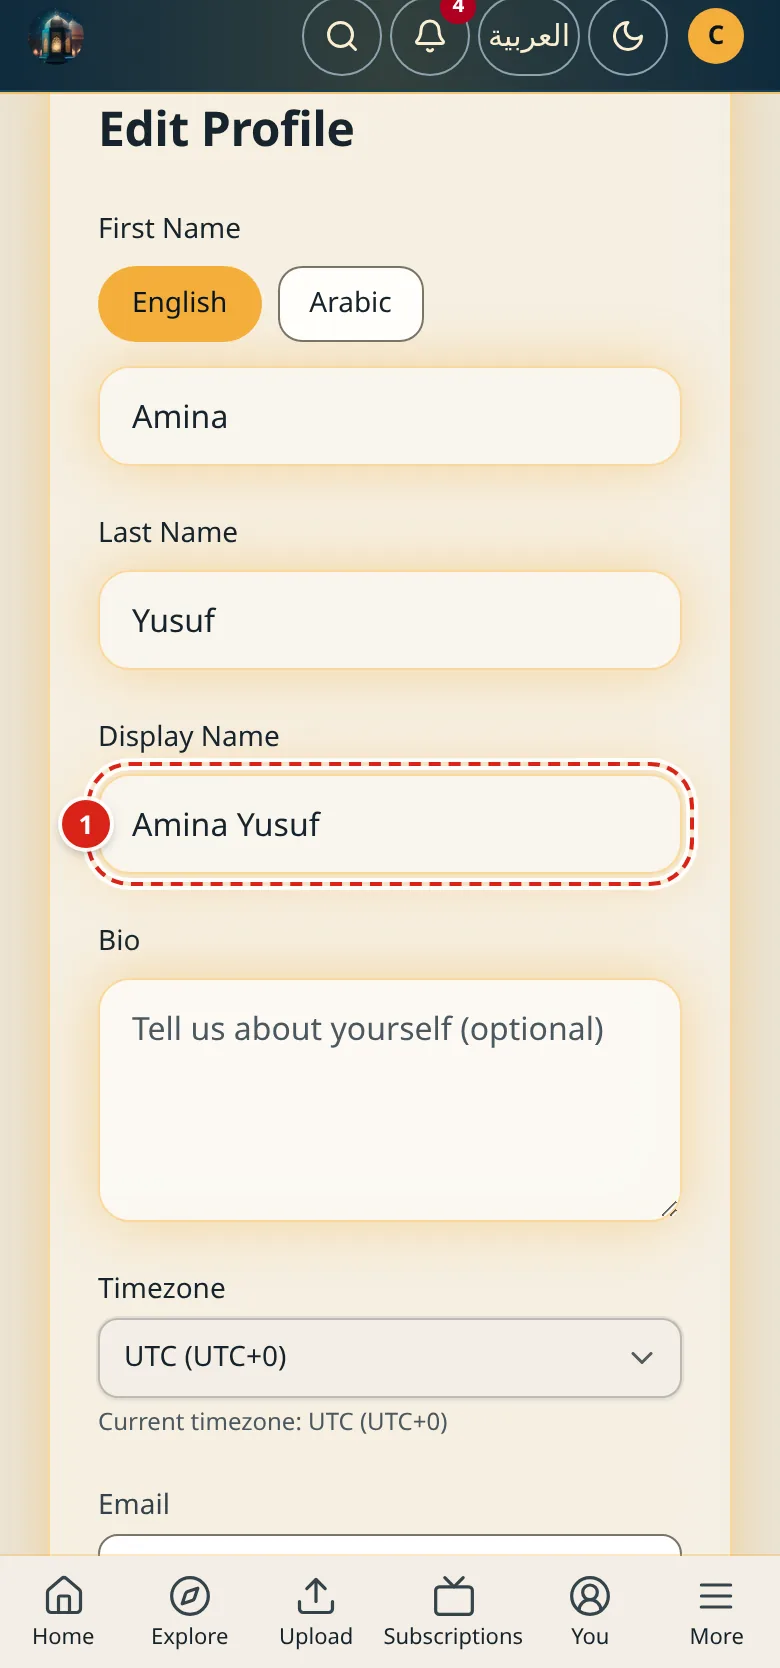 4
العربية
C
Edit Profile
First Name
English
Arabic
Amina
Last Name
Yusuf
Display Name
1
Amina Yusuf
Bio
Tell us about yourself (optional)
Timezone
UTC (UTC+0)
Current timezone: UTC (UTC+0)
Email
Home
Explore
Upload
Subscriptions
You
More